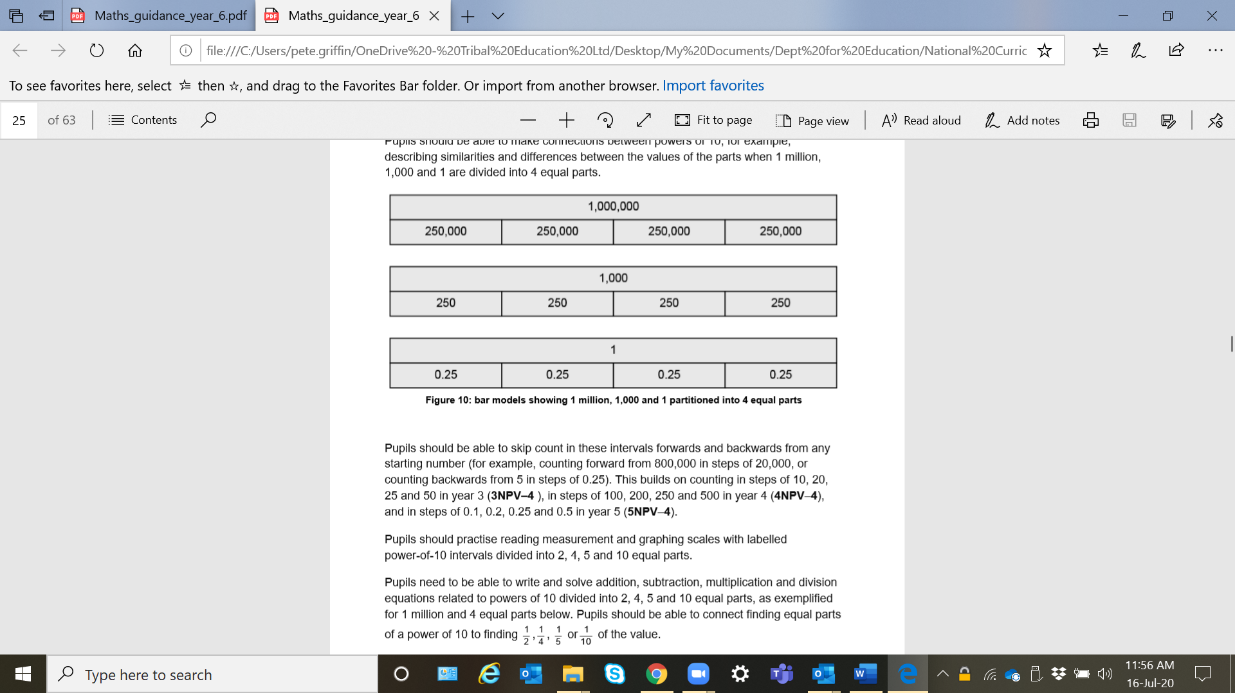 Maths_guidance_year_6.pdf
Maths_guidance_year_6
file:///C:/Users/pete.griffin/OneDrive%20-%20Tribal%20Education%20Ltd/Desktop/My%20Documents/Dept%20for%20Education/National%20Curric
To see favorites here, select then , and drag to the Favorites Bar folder. Or import from another browser. Import favorites
25 of 63 Contents Fit to page Page view Read aloud Add notes
Pupils should be able to make connections between powers of 10, for example,
describing similarities and differences between the values of the parts when 1 million,
1,000 and 1 are divided into 4 equal parts.
1,000,000
250,000 250,000 250,000 250,000
1,000
250 250 250 250
1
0.25 0.25 0.25 0.25
Figure 10: bar models showing 1 million, 1,000 and 1 partitioned into 4 equal parts
Pupils should be able to skip count in these intervals forwards and backwards from any
starting number (for example, counting forward from 800,000 in steps of 20,000, or
counting backwards from 5 in steps of 0.25). This builds on counting in steps of 10, 20,
25 and 50 in year 3 (3NPV–4 ), in steps of 100, 200, 250 and 500 in year 4 (4NPV–4),
and in steps of 0.1, 0.2, 0.25 and 0.5 in year 5 (5NPV–4).
Pupils should practise reading measurement and graphing scales with labelled
power-of-10 intervals divided into 2, 4, 5 and 10 equal parts.
Pupils need to be able to write and solve addition, subtraction, multiplication and division
equations related to powers of 10 divided into 2, 4, 5 and 10 equal parts, as exemplified
for 1 million and 4 equal parts below. Pupils should be able to connect finding equal parts
of a power of 10 to finding 1/2, 1/4, 1/5 or 1/10 of the value.
Type here to search
11:56 AM
16-Jul-20